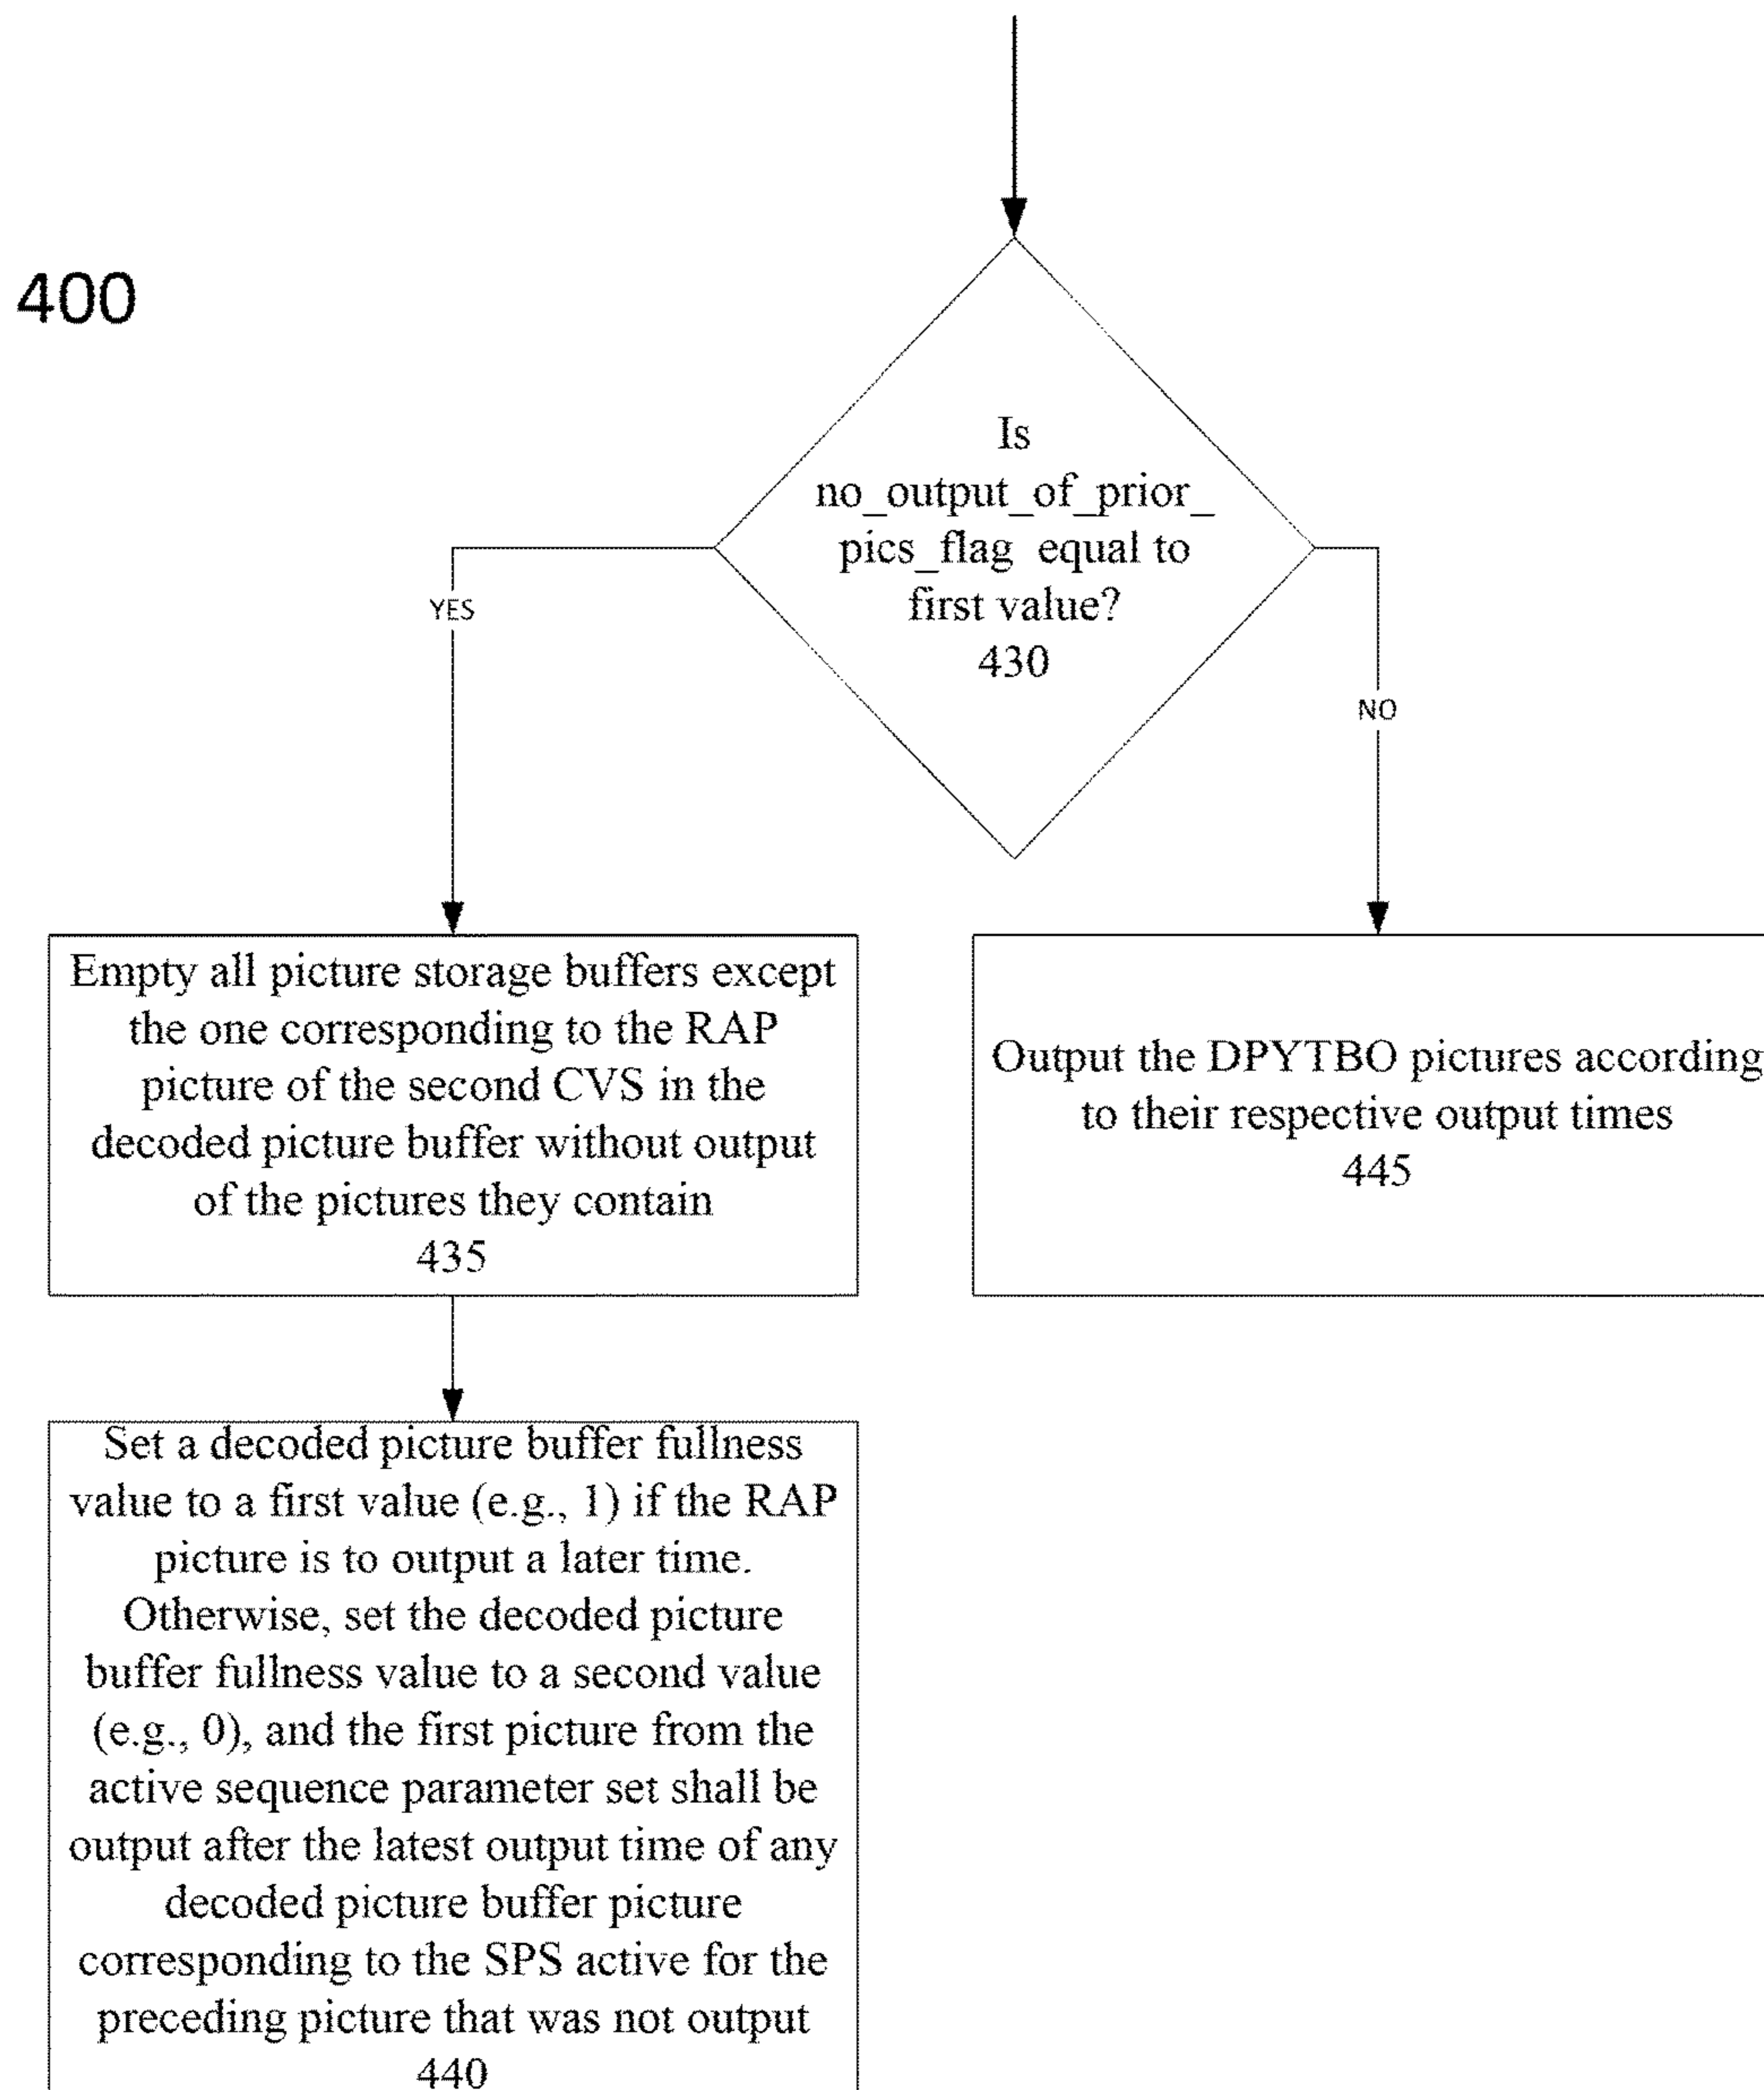 400
Is
no_output_of_prior_
pics_flag equal to
first value?
430
YES
NO
Empty all picture storage buffers except
the one corresponding to the RAP
picture of the second CVS in the
decoded picture buffer without output
of the pictures they contain
435
Output the DPYTBO pictures according
to their respective output times
445
Set a decoded picture buffer fullness
value to a first value (e.g., 1) if the RAP
picture is to output a later time.
Otherwise, set the decoded picture
buffer fullness value to a second value
(e.g., 0), and the first picture from the
active sequence parameter set shall be
output after the latest output time of any
decoded picture buffer picture
corresponding to the SPS active for the
preceding picture that was not output
440